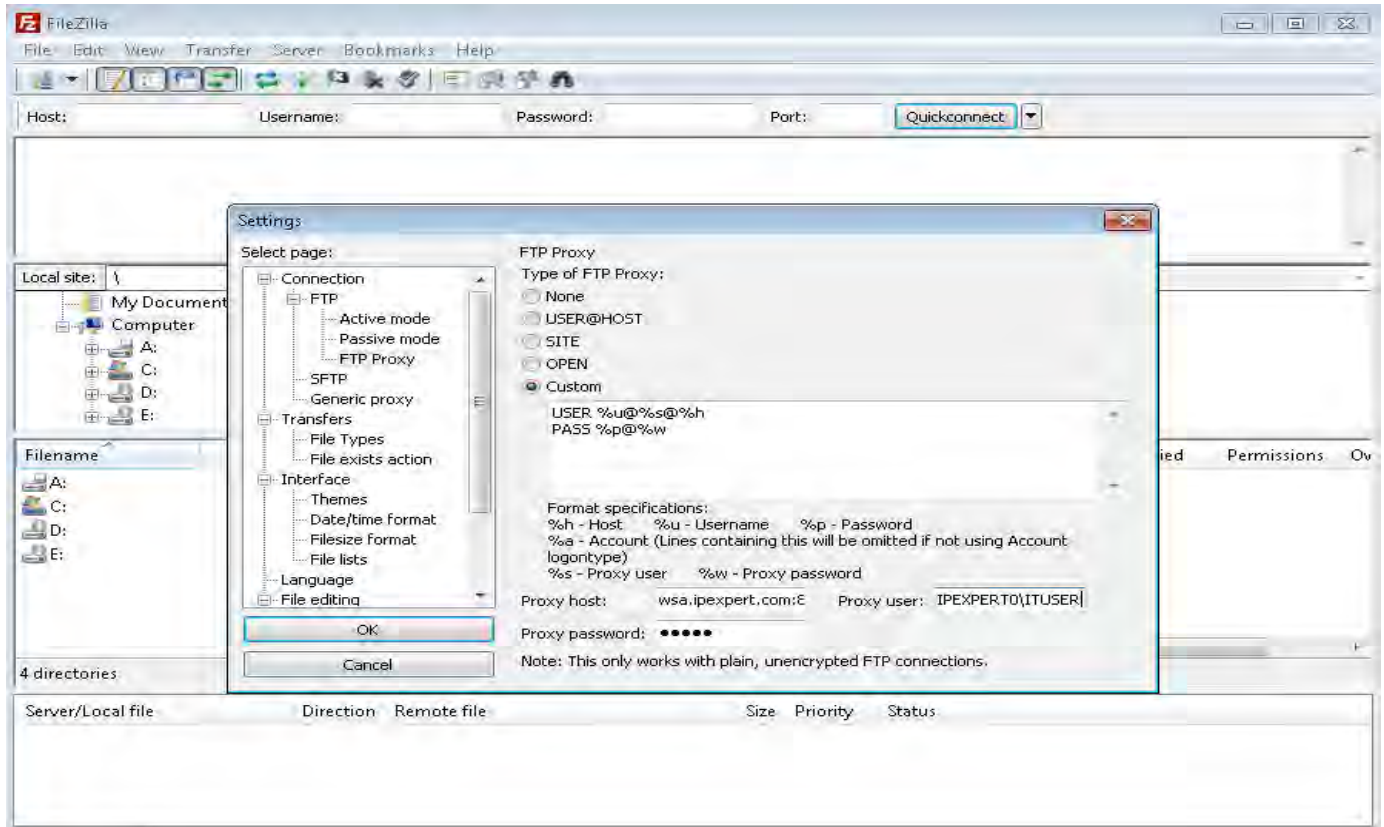 FileZilla
File Edit View Transfer Server Bookmarks Help
Host: Username: Password: Port: Quickconnect
Settings
Select page:
Connection
FTP
Active mode
Passive mode
FTP Proxy
SFTP
Generic proxy
Transfers
File Types
File exists action
Interface
Themes
Date/time format
Filesize format
File lists
Language
File editing
OK
Cancel
FTP Proxy
Type of FTP Proxy:
None
USER@HOST
SITE
OPEN
Custom
USER %u@%s@%h
PASS %p@%w
Format specifications:
%h - Host %u - Username %p - Password
%a - Account (Lines containing this will be omitted if not using Account
logontype)
%s - Proxy user %w - Proxy password
Proxy host: wsa.ipexpert.com:8 Proxy user: IPEXPERT0\ITUSER
Proxy password: ●●●●●
Note: This only works with plain, unencrypted FTP connections.
Local site: \
My Document
Computer
A:
C:
D:
E:
Filename
A:
C:
D:
E:
4 directories
ied Permissions Ow
Server/Local file Direction Remote file Size Priority Status